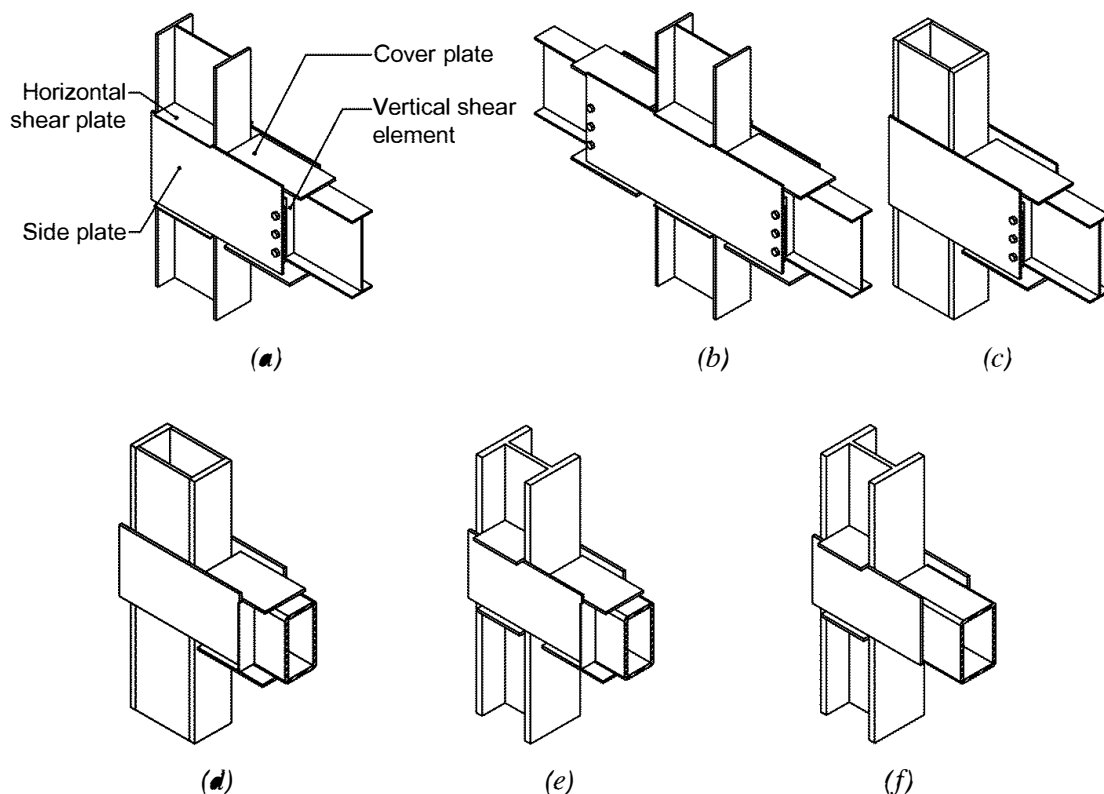 Cover plate
Horizontal
shear plate
Vertical shear
element
Side plate
(a)
(b)
(c)
(d)
(e)
(f)